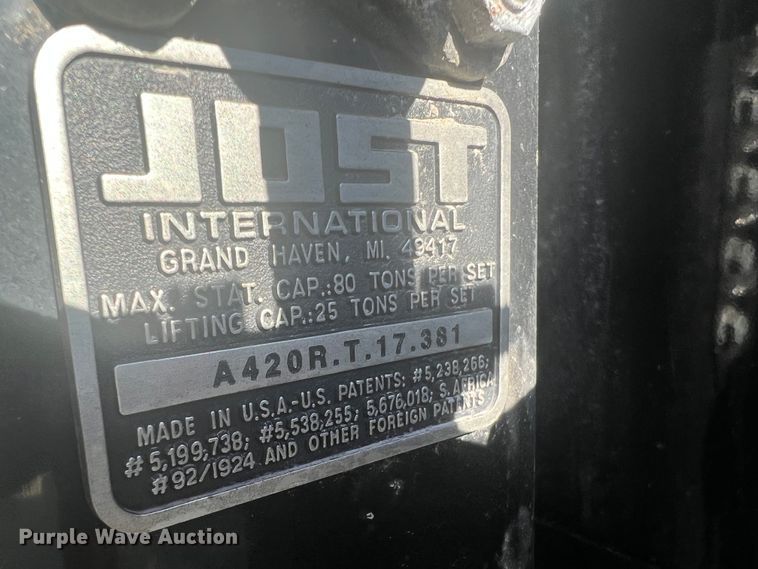 JOST
INTERNATIONAL
GRAND HAVEN, MI. 49417
MAX. STAT. CAP.:80 TONS PER SET
LIFTING CAP.:25 TONS PER SET
A420R.T.17.381
MADE IN U.S.A.-U.S. PATENTS: #5,238,266;
#5,199,738; #5,538,255; 5,676,018; S. AFRICA
#92/1924 AND OTHER FOREIGN PATENTS
Purple Wave Auction